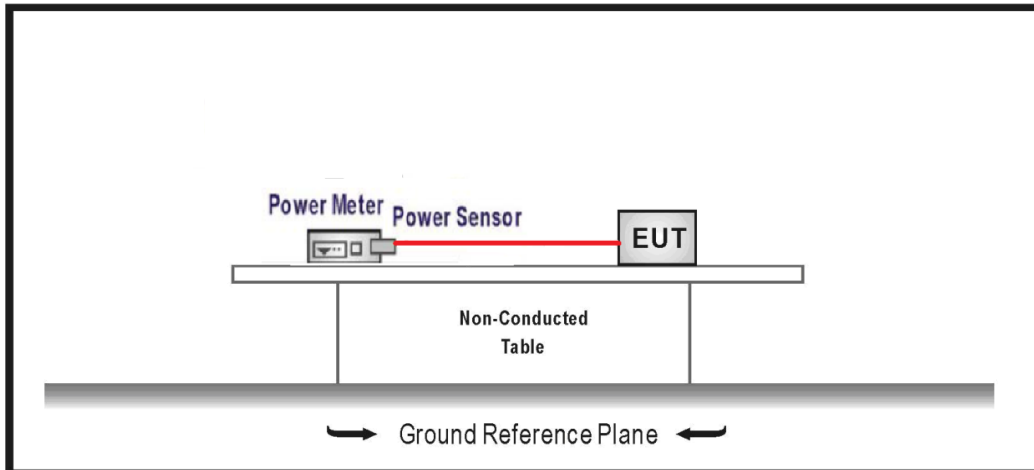 Power Meter
Power Sensor
EUT
Non-Conducted
Table
Ground Reference Plane